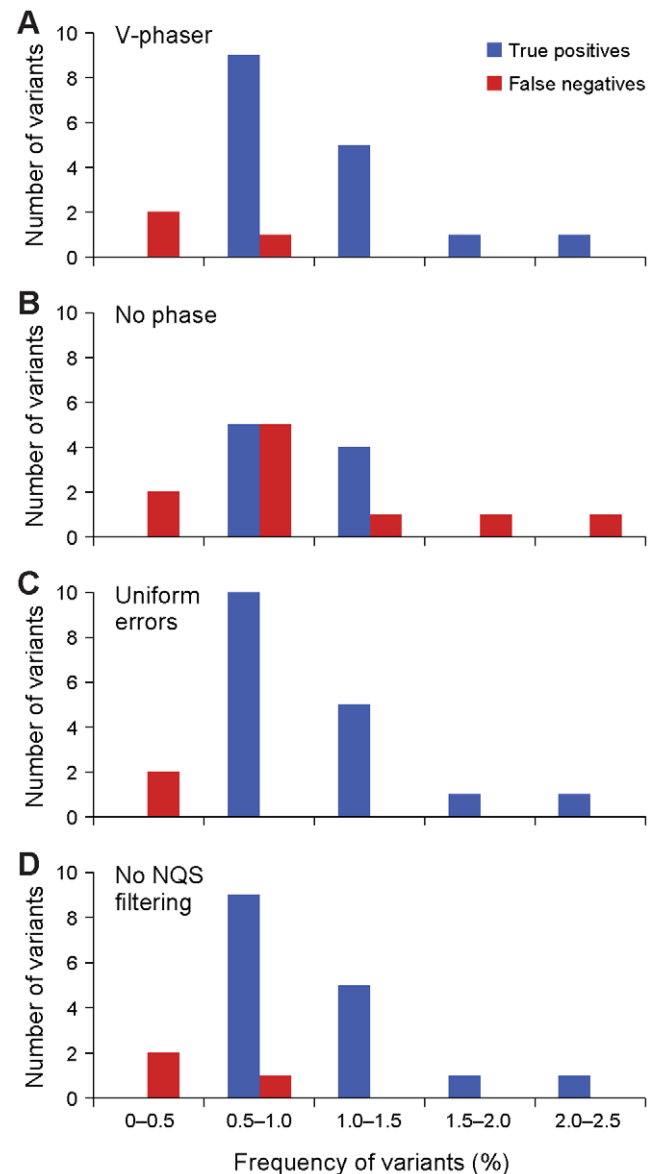 A
V-phaser
True positives
False negatives
10
8
6
4
2
0
Number of variants
B
No phase
10
8
6
4
2
0
Number of variants
C
Uniform
errors
10
8
6
4
2
0
Number of variants
D
No NQS
filtering
10
8
6
4
2
0
Number of variants
0–0.5 0.5–1.0 1.0–1.5 1.5–2.0 2.0–2.5
Frequency of variants (%)